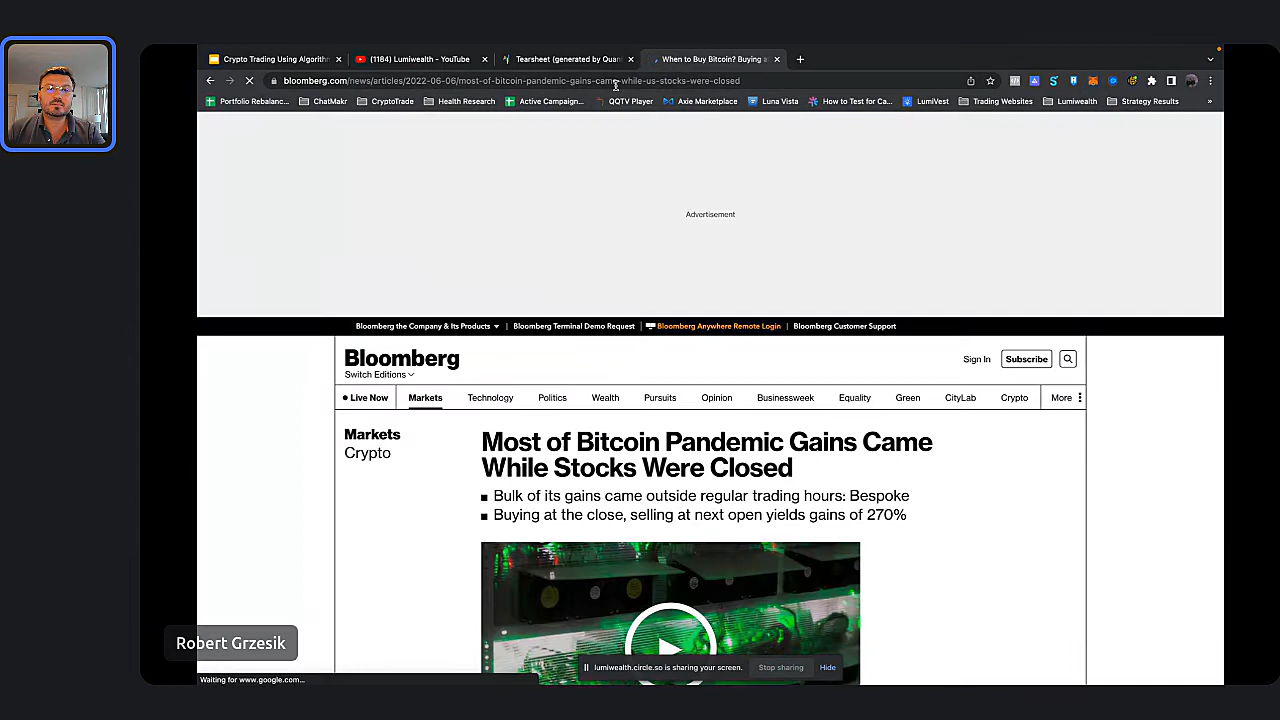 Crypto Trading Using Algorithm
(1184) Lumiwealth - YouTube
Tearsheet (generated by Quan
When to Buy Bitcoin? Buying a
bloomberg.com/news/articles/2022-06-06/most-of-bitcoin-pandemic-gains-came-while-us-stocks-were-closed
Portfolio Rebalanc...
ChatMakr
CryptoTrade
Health Research
Active Campaign...
QQTV Player
Axie Marketplace
Luna Vista
How to Test for Ca...
LumiVest
Trading Websites
Lumiwealth
Strategy Results
»
Advertisement
Bloomberg the Company & Its Products
Bloomberg Terminal Demo Request
Bloomberg Anywhere Remote Login
Bloomberg Customer Support
Bloomberg
Sign In
Subscribe
Switch Editions
Live Now
Markets
Technology
Politics
Wealth
Pursuits
Opinion
Businessweek
Equality
Green
CityLab
Crypto
More
Markets
Crypto
Most of Bitcoin Pandemic Gains Came
While Stocks Were Closed
Bulk of its gains came outside regular trading hours: Bespoke
Buying at the close, selling at next open yields gains of 270%
Robert Grzesik
lumiwealth.circle.so is sharing your screen.
Stop sharing
Hide
Waiting for www.google.com...